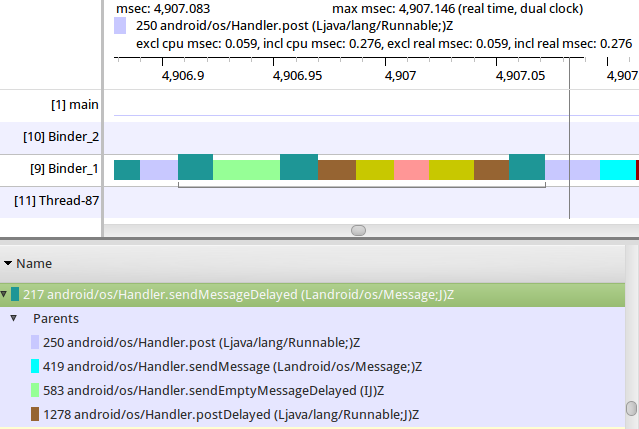 msec: 4,907.083 max msec: 4,907.146 (real time, dual clock)
250 android/os/Handler.post (Ljava/lang/Runnable;)Z
excl cpu msec: 0.059, incl cpu msec: 0.276, excl real msec: 0.059, incl real msec: 0.276
4,906.9 4,906.95 4,907 4,907.05 4,907
[1] main
[10] Binder_2
[9] Binder_1
[11] Thread-87
Name
217 android/os/Handler.sendMessageDelayed (Landroid/os/Message;J)Z
Parents
250 android/os/Handler.post (Ljava/lang/Runnable;)Z
419 android/os/Handler.sendMessage (Landroid/os/Message;)Z
583 android/os/Handler.sendEmptyMessageDelayed (IJ)Z
1278 android/os/Handler.postDelayed (Ljava/lang/Runnable;J)Z